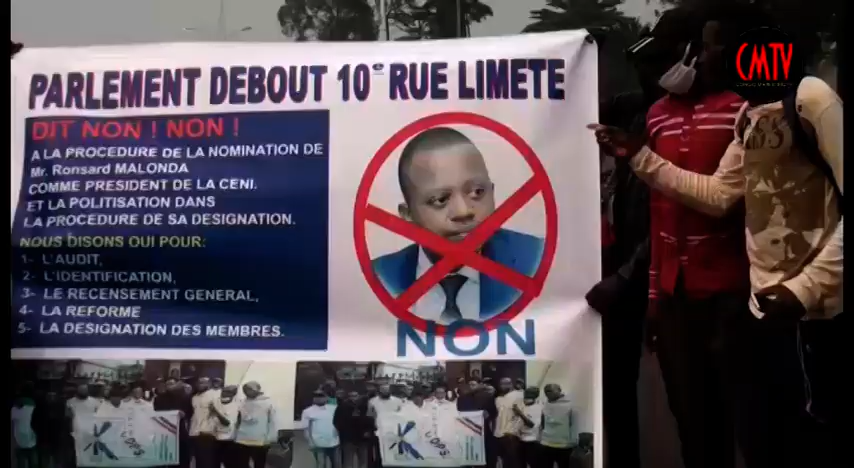 PARLEMENT DEBOUT 10e RUE LIMETE
DIT NON ! NON !
A LA PROCEDURE DE LA NOMINATION DE
Mr. Ronsard MALONDA
COMME PRESIDENT DE LA CENI.
ET LA POLITISATION DANS
LA PROCEDURE DE SA DESIGNATION.
NOUS DISONS OUI POUR:
1- L'AUDIT,
2- L'IDENTIFICATION,
3- LE RECENSEMENT GENERAL,
4- LA REFORME
5- LA DESIGNATION DES MEMBRES.
NON
CMTV